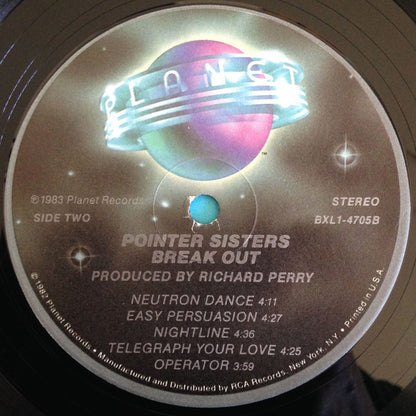 PLANET
TM
℗1983 Planet Records
SIDE TWO
STEREO
BXL1-4705B
POINTER SISTERS
BREAK OUT
PRODUCED BY RICHARD PERRY
NEUTRON DANCE 4:11
EASY PERSUASION 4:27
NIGHTLINE 4:36
TELEGRAPH YOUR LOVE 4:25
OPERATOR 3:59
©1982 Planet Records • Manufactured and Distributed by RCA Records, New York, N.Y. • Printed in U.S.A.